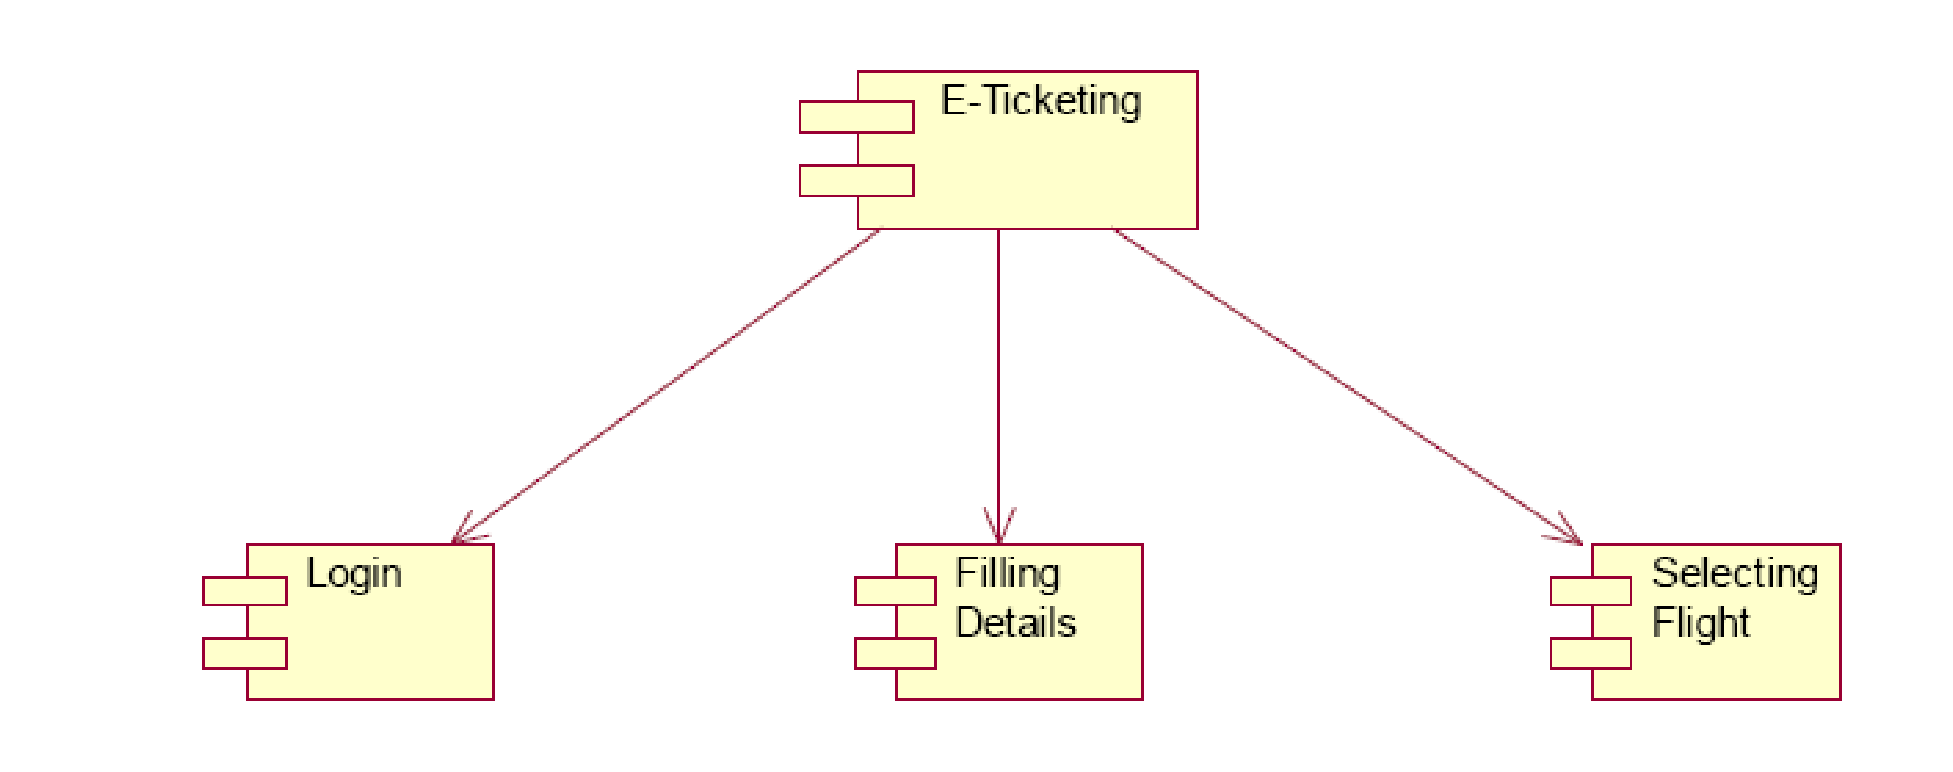 E-Ticketing
Login
Filling
Details
Selecting
Flight